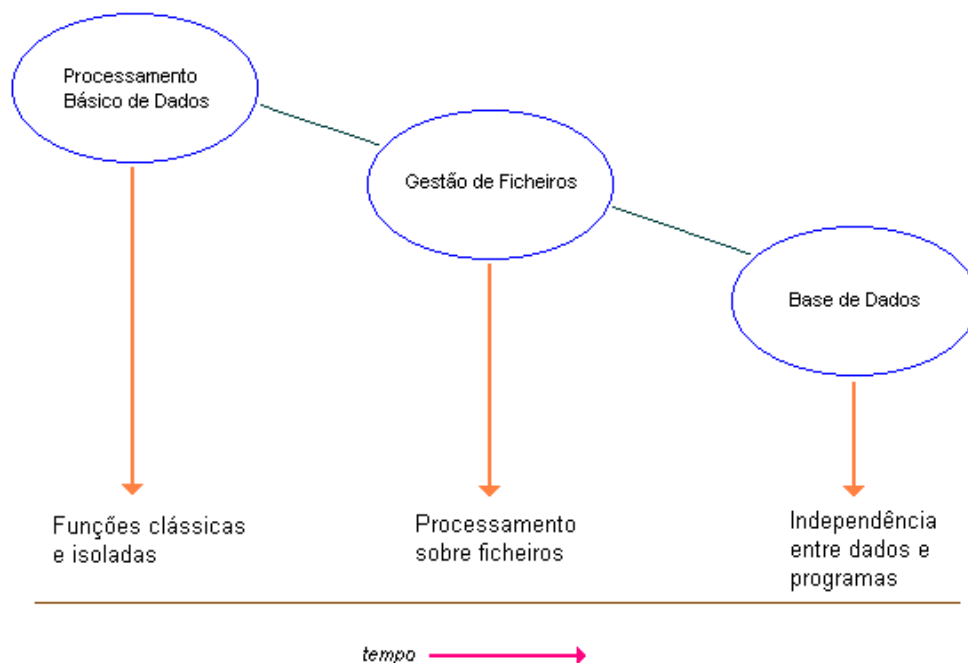 Processamento
Básico de Dados
Gestão de Ficheiros
Base de Dados
Funções clássicas
e isoladas
Processamento
sobre ficheiros
Independência
entre dados e
programas
tempo